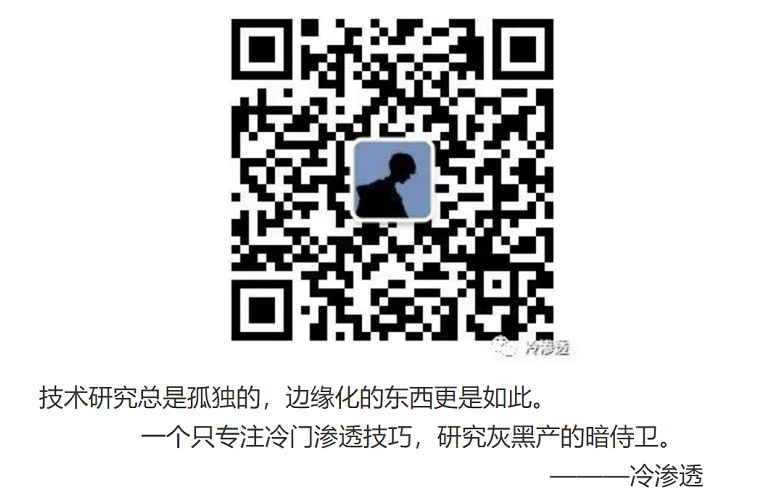 冷渗透
技术研究总是孤独的，边缘化的东西更是如此。
一个只专注冷门渗透技巧，研究灰黑产的暗侍卫。
———冷渗透